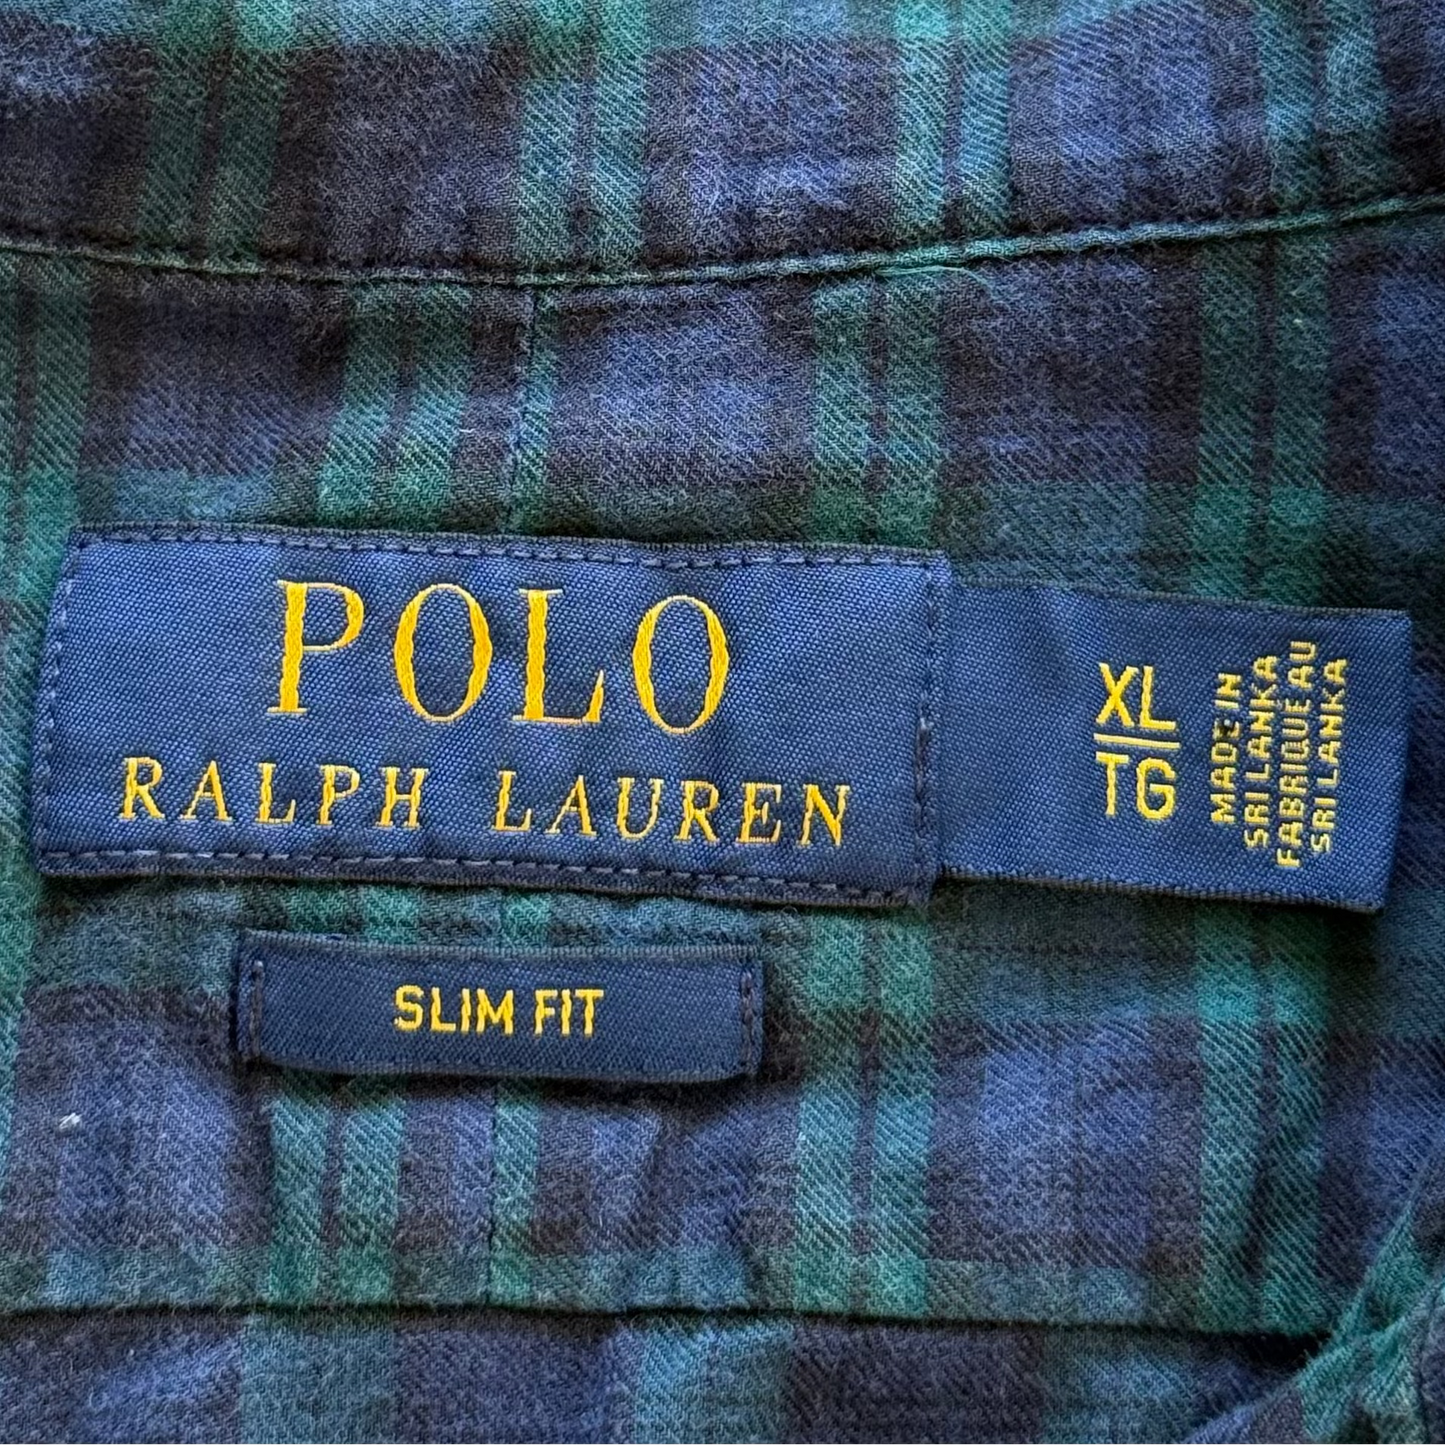 POLO
RALPH LAUREN
XL
TG
MADE IN
SRI LANKA
FABRIQUÉ AU
SRI LANKA
SLIM FIT